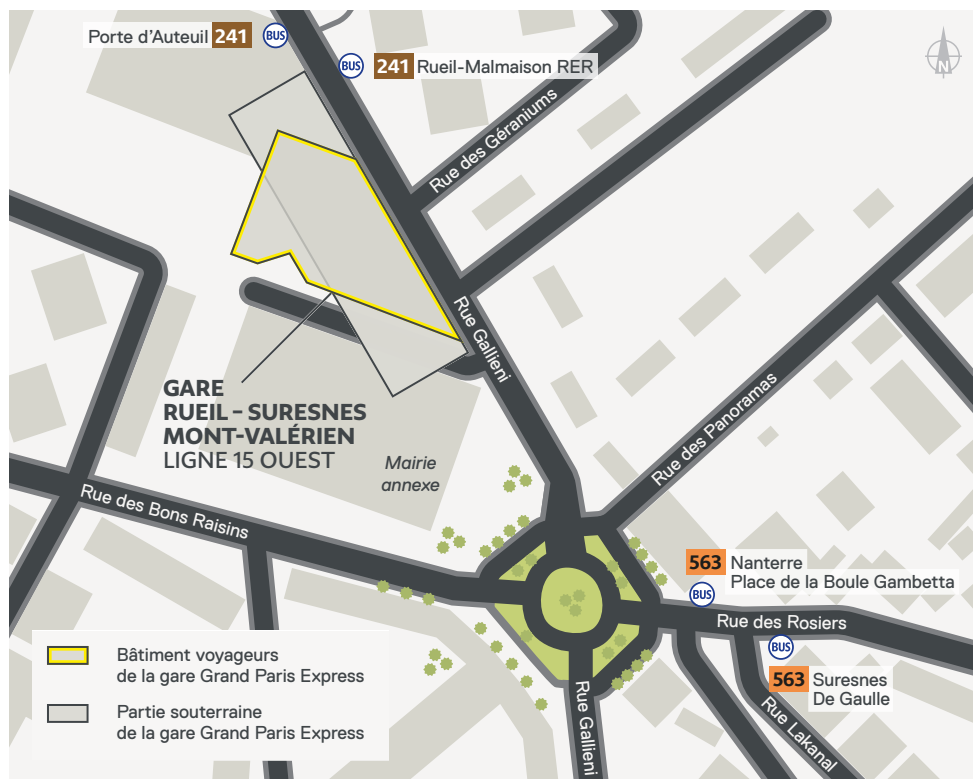 Porte d'Auteuil 241 BUS
BUS 241 Rueil-Malmaison RER
N
Rue des Géraniums
Rue Gallieni
GARE
RUEIL – SURESNES
MONT-VALÉRIEN
LIGNE 15 OUEST
Mairie
annexe
Rue des Panoramas
Rue des Bons Raisins
563 Nanterre
Place de la Boule Gambetta
BUS
Rue des Rosiers
BUS
563 Suresnes
De Gaulle
Rue Lakanal
Rue Gallieni
Bâtiment voyageurs
de la gare Grand Paris Express
Partie souterraine
de la gare Grand Paris Express